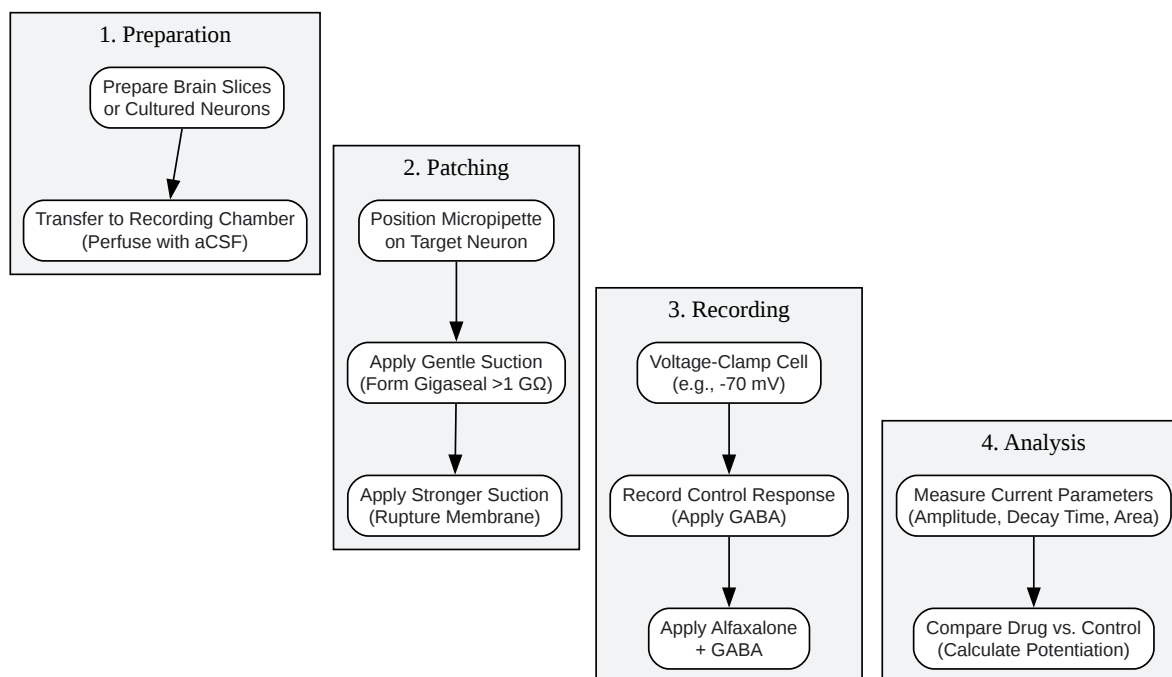 1. Preparation
Prepare Brain Slices
or Cultured Neurons
Transfer to Recording Chamber
(Perfuse with aCSF)
2. Patching
Position Micropipette
on Target Neuron
Apply Gentle Suction
(Form Gigaseal >1 GΩ)
Apply Stronger Suction
(Rupture Membrane)
3. Recording
Voltage-Clamp Cell
(e.g., -70 mV)
Record Control Response
(Apply GABA)
Apply Alfaxalone
+ GABA
4. Analysis
Measure Current Parameters
(Amplitude, Decay Time, Area)
Compare Drug vs. Control
(Calculate Potentiation)